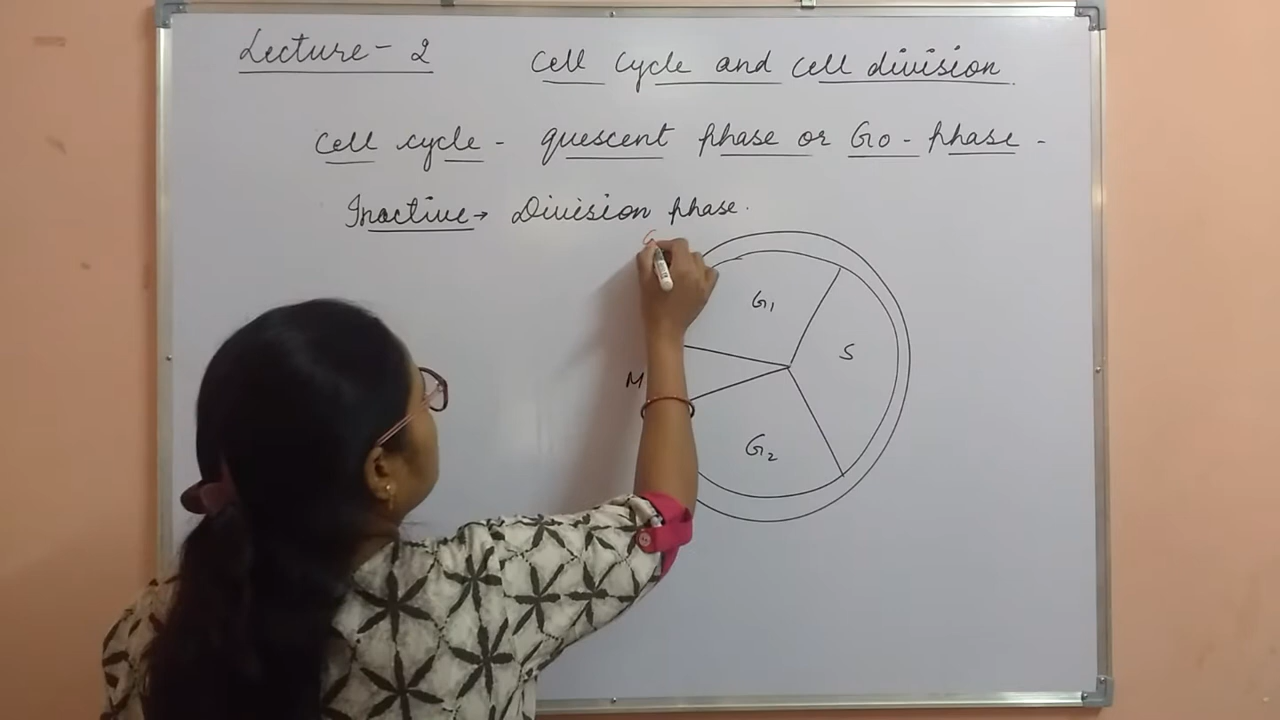 Lecture - 2
Cell Cycle and Cell division
Cell cycle - quescent phase or G0 - phase -
Inactive → Division phase.
G1
S
M
G2